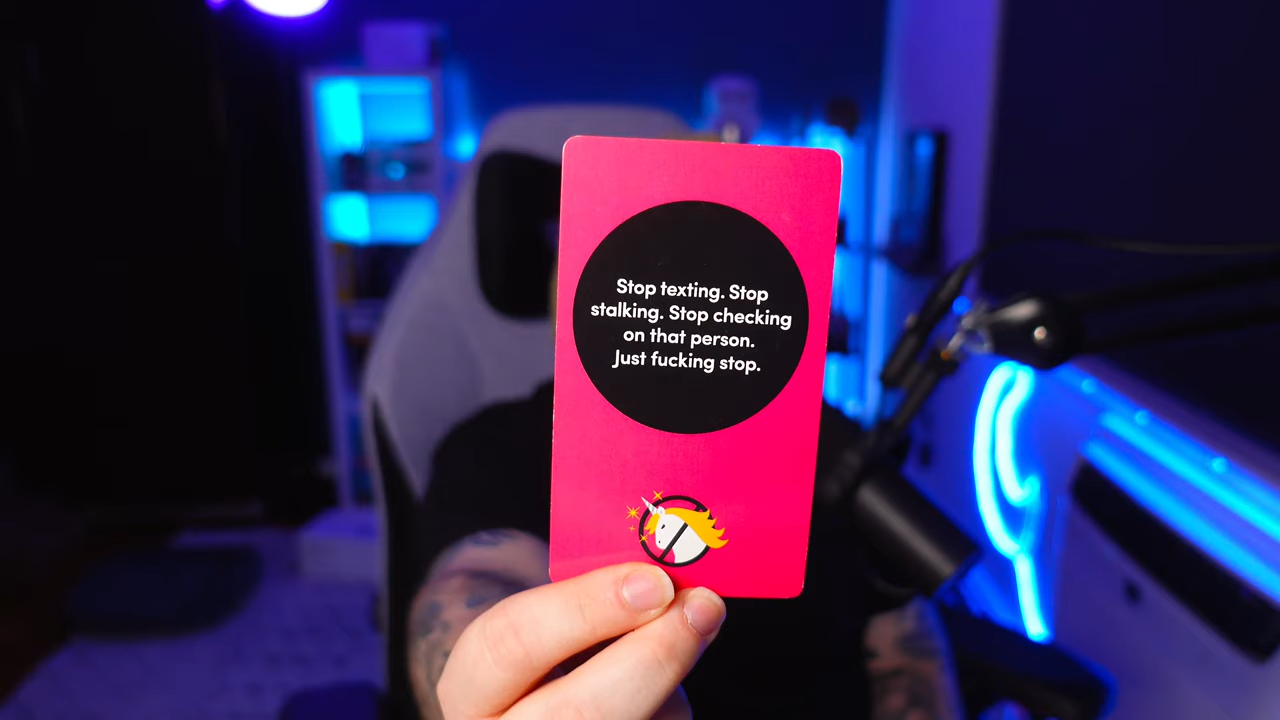 Stop texting. Stop
stalking. Stop checking
on that person.
Just fucking stop.